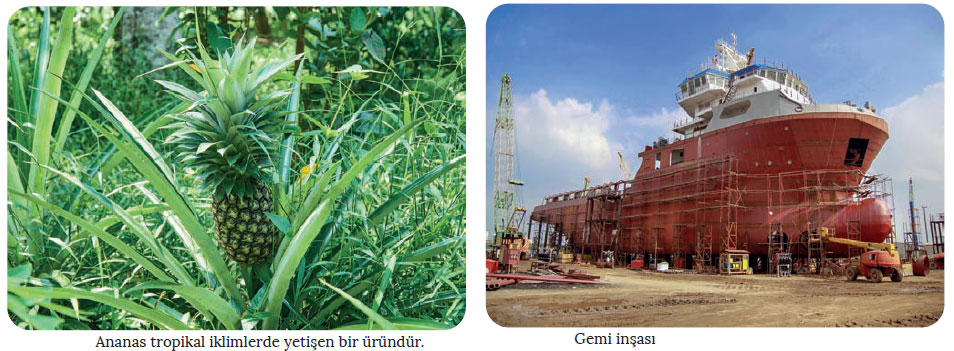 Ananas tropikal iklimlerde yetişen bir üründür.
Gemi inşası